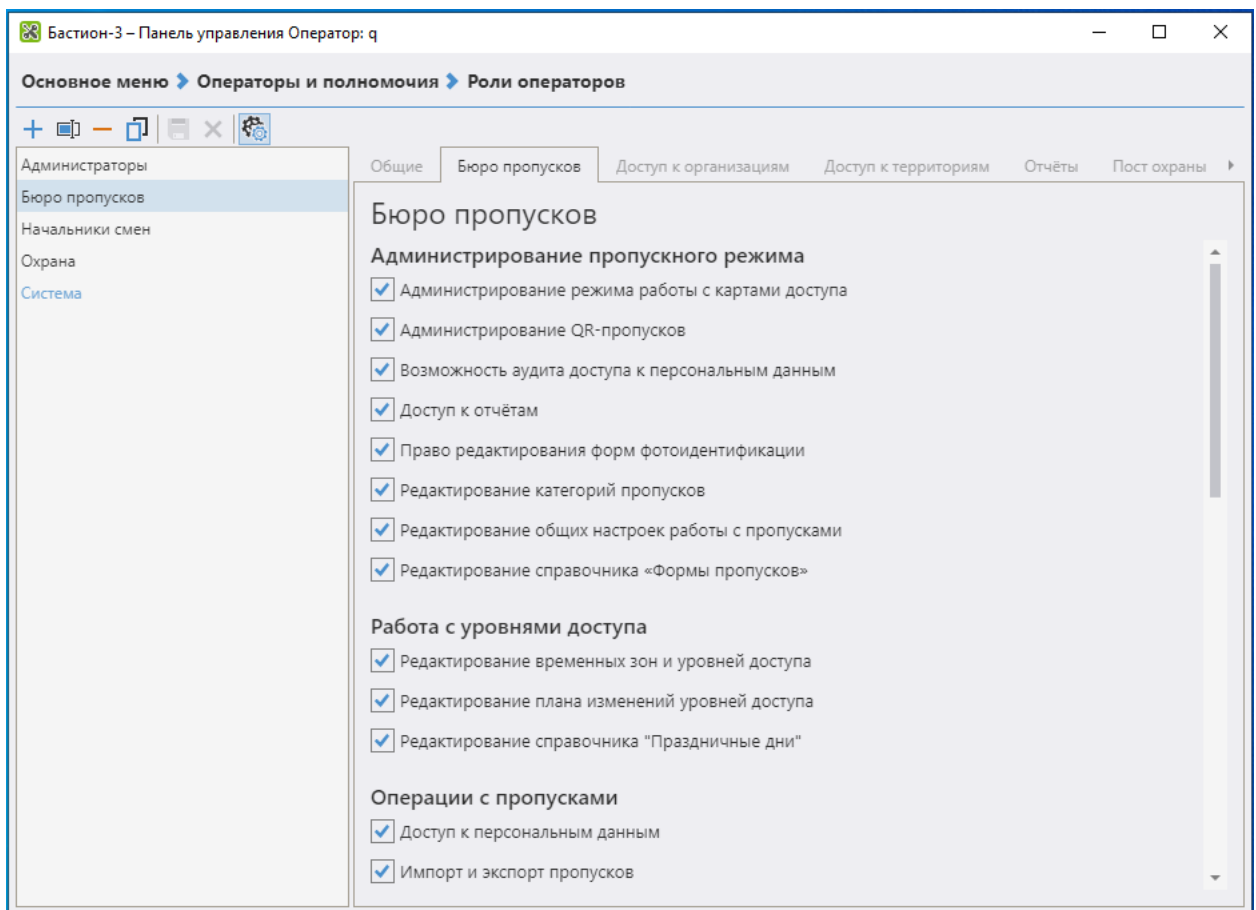 Бастион-3 – Панель управления Оператор: q
Основное меню Операторы и полномочия Роли операторов
Администраторы
Бюро пропусков
Начальники смен
Охрана
Система
Общие Бюро пропусков Доступ к организациям Доступ к территориям Отчёты Пост охраны
Бюро пропусков
Администрирование пропускного режима
Администрирование режима работы с картами доступа
Администрирование QR-пропусков
Возможность аудита доступа к персональным данным
Доступ к отчётам
Право редактирования форм фотоидентификации
Редактирование категорий пропусков
Редактирование общих настроек работы с пропусками
Редактирование справочника «Формы пропусков»
Работа с уровнями доступа
Редактирование временных зон и уровней доступа
Редактирование плана изменений уровней доступа
Редактирование справочника "Праздничные дни"
Операции с пропусками
Доступ к персональным данным
Импорт и экспорт пропусков